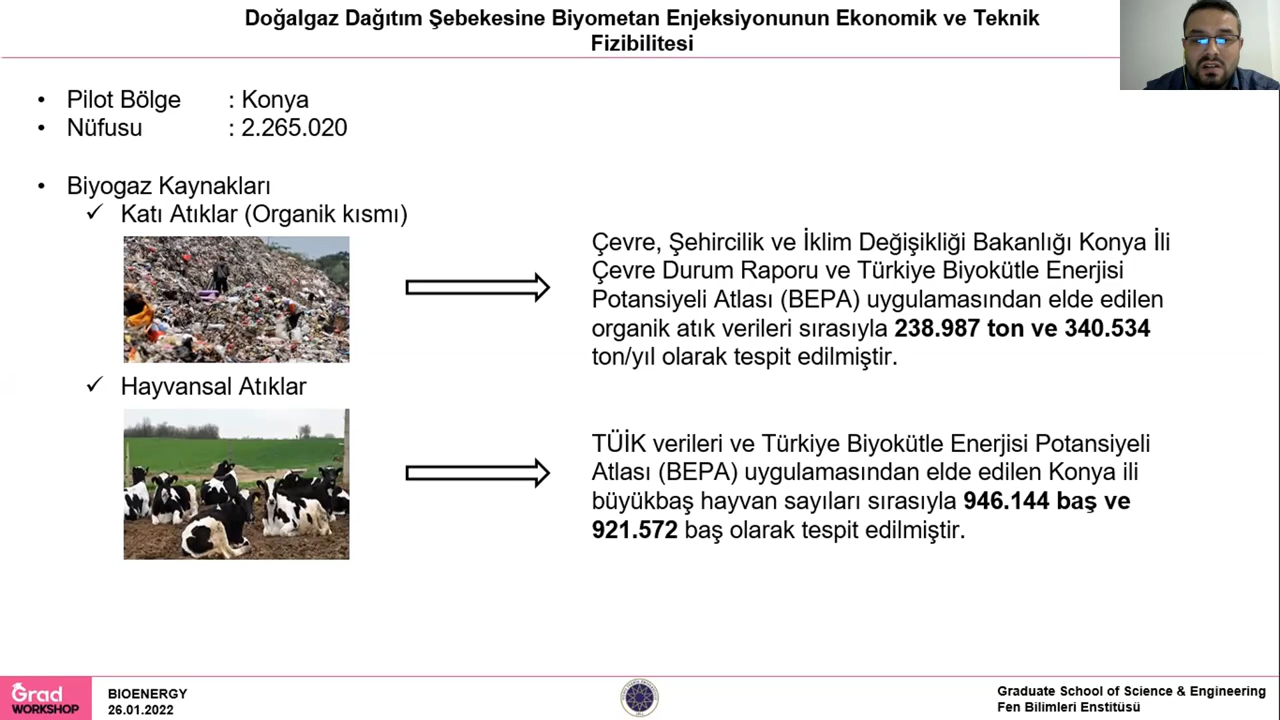 Doğalgaz Dağıtım Şebekesine Biyometan Enjeksiyonunun Ekonomik ve Teknik
Fizibilitesi
• Pilot Bölge : Konya
• Nüfusu : 2.265.020
• Biyogaz Kaynakları
✓ Katı Atıklar (Organik kısmı)
Çevre, Şehircilik ve İklim Değişikliği Bakanlığı Konya İli
Çevre Durum Raporu ve Türkiye Biyokütle Enerjisi
Potansiyeli Atlası (BEPA) uygulamasından elde edilen
organik atık verileri sırasıyla 238.987 ton ve 340.534
ton/yıl olarak tespit edilmiştir.
✓ Hayvansal Atıklar
TÜİK verileri ve Türkiye Biyokütle Enerjisi Potansiyeli
Atlası (BEPA) uygulamasından elde edilen Konya ili
büyükbaş hayvan sayıları sırasıyla 946.144 baş ve
921.572 baş olarak tespit edilmiştir.
Grad
WORKSHOP
BIOENERGY
26.01.2022
Graduate School of Science & Engineering
Fen Bilimleri Enstitüsü